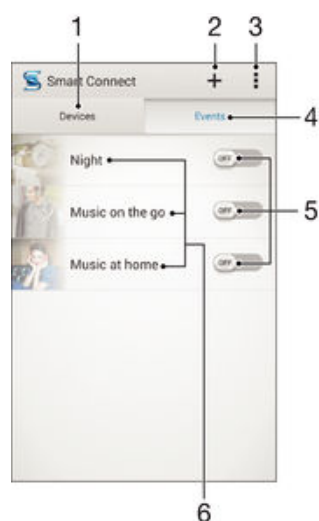 1 2 3
Smart Connect
Devices Events
4
Night OFF
Music on the go OFF
5
Music at home OFF
6